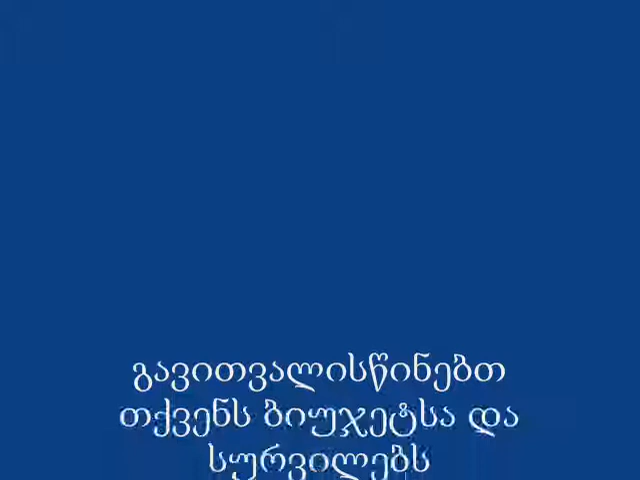 გავითვალისწინებთ
თქვენს ბიუჯეტსა და
სურვილებს